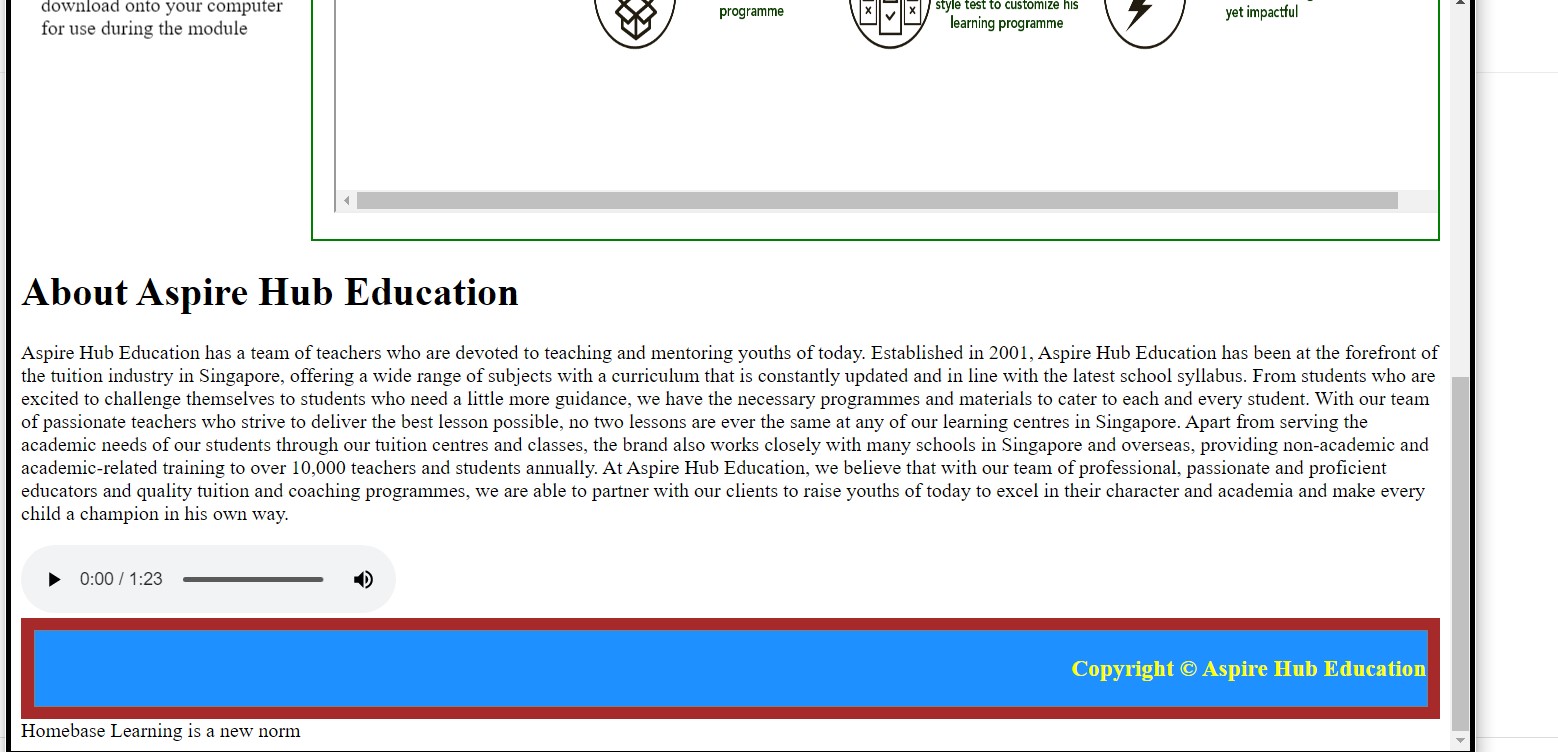 download onto your computer
for use during the module
programme
style test to customize his
learning programme
yet impactful
About Aspire Hub Education
Aspire Hub Education has a team of teachers who are devoted to teaching and mentoring youths of today. Established in 2001, Aspire Hub Education has been at the forefront of
the tuition industry in Singapore, offering a wide range of subjects with a curriculum that is constantly updated and in line with the latest school syllabus. From students who are
excited to challenge themselves to students who need a little more guidance, we have the necessary programmes and materials to cater to each and every student. With our team
of passionate teachers who strive to deliver the best lesson possible, no two lessons are ever the same at any of our learning centres in Singapore. Apart from serving the
academic needs of our students through our tuition centres and classes, the brand also works closely with many schools in Singapore and overseas, providing non-academic and
academic-related training to over 10,000 teachers and students annually. At Aspire Hub Education, we believe that with our team of professional, passionate and proficient
educators and quality tuition and coaching programmes, we are able to partner with our clients to raise youths of today to excel in their character and academia and make every
child a champion in his own way.
0:00 / 1:23
Copyright © Aspire Hub Education
Homebase Learning is a new norm